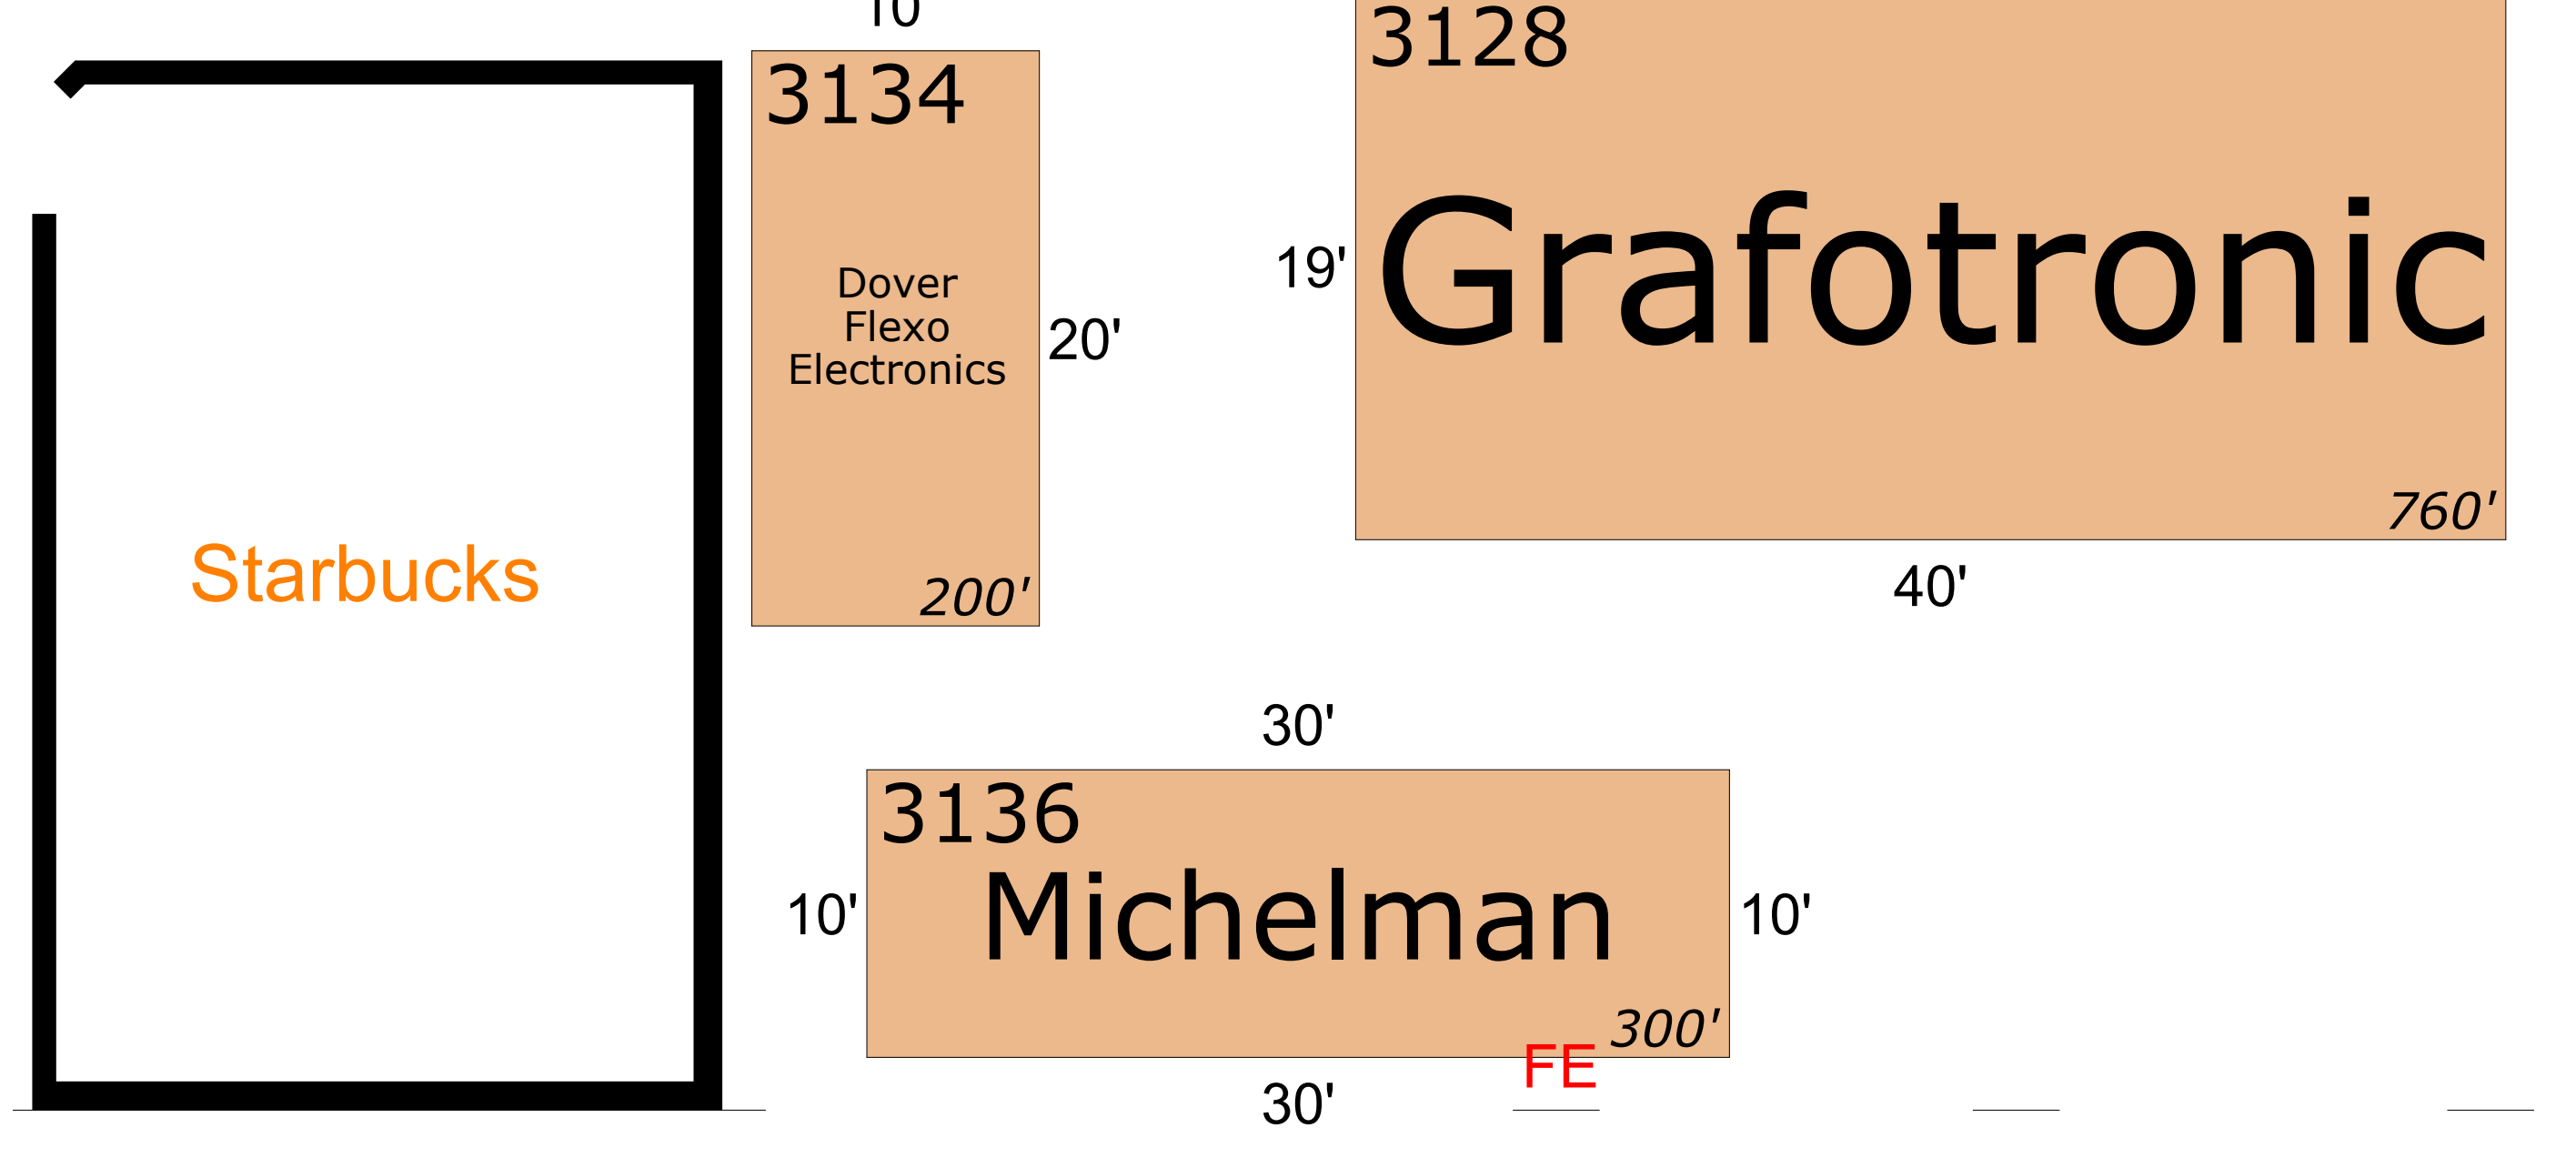 10
3134
Dover
Flexo
Electronics
20'
200'
3128
Grafotronic
19'
760'
40'
Starbucks
30'
3136
Michelman
10'
10'
300'
FE
30'